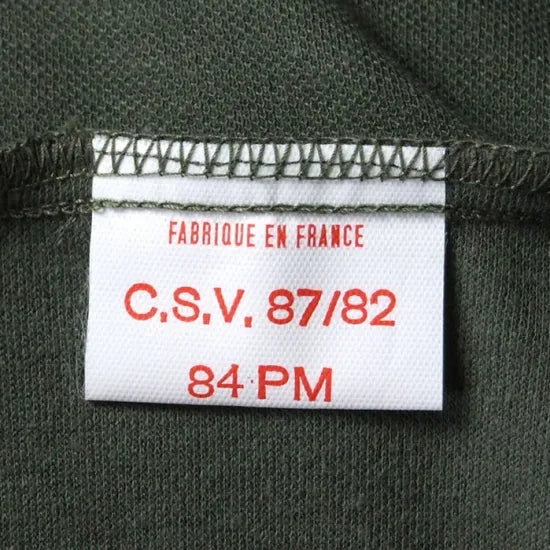 FABRIQUE EN FRANCE
C.S.V. 87/82
84 PM